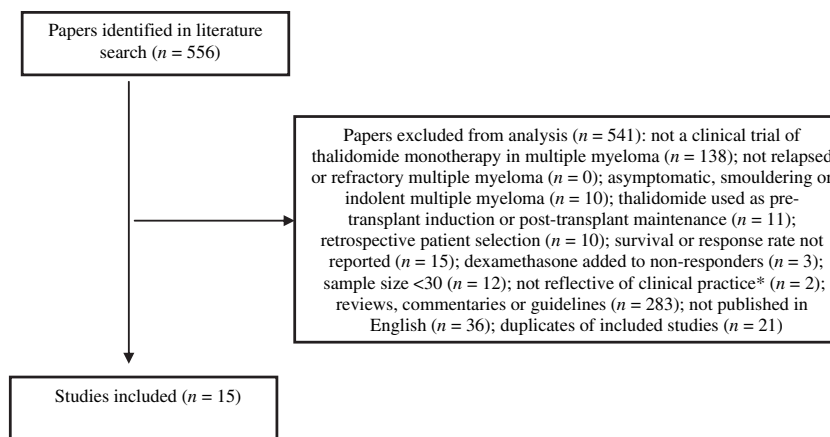 Papers identified in literature
search (n = 556)
Papers excluded from analysis (n = 541): not a clinical trial of
thalidomide monotherapy in multiple myeloma (n = 138); not relapsed
or refractory multiple myeloma (n = 0); asymptomatic, smouldering or
indolent multiple myeloma (n = 10); thalidomide used as pre-
transplant induction or post-transplant maintenance (n = 11);
retrospective patient selection (n = 10); survival or response rate not
reported (n = 15); dexamethasone added to non-responders (n = 3);
sample size <30 (n = 12); not reflective of clinical practice* (n = 2);
reviews, commentaries or guidelines (n = 283); not published in
English (n = 36); duplicates of included studies (n = 21)
Studies included (n = 15)